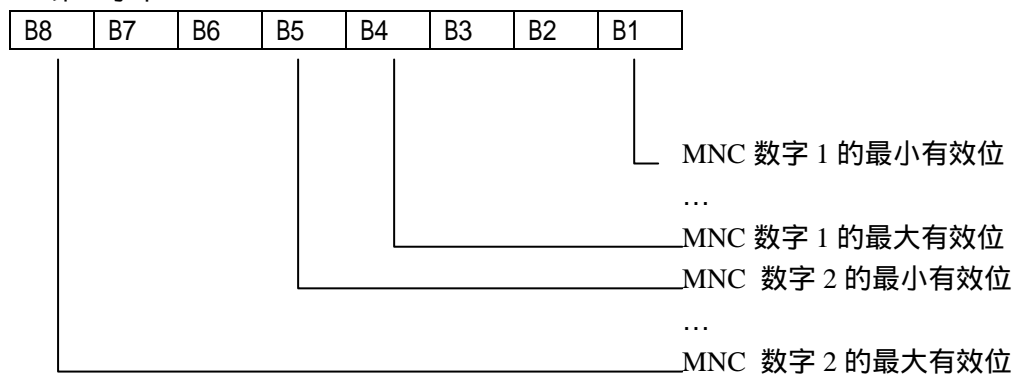 B8 B7 B6 B5 B4 B3 B2 B1
MNC 数字 1 的最小有效位
…
MNC 数字 1 的最大有效位
MNC 数字 2 的最小有效位
…
MNC 数字 2 的最大有效位